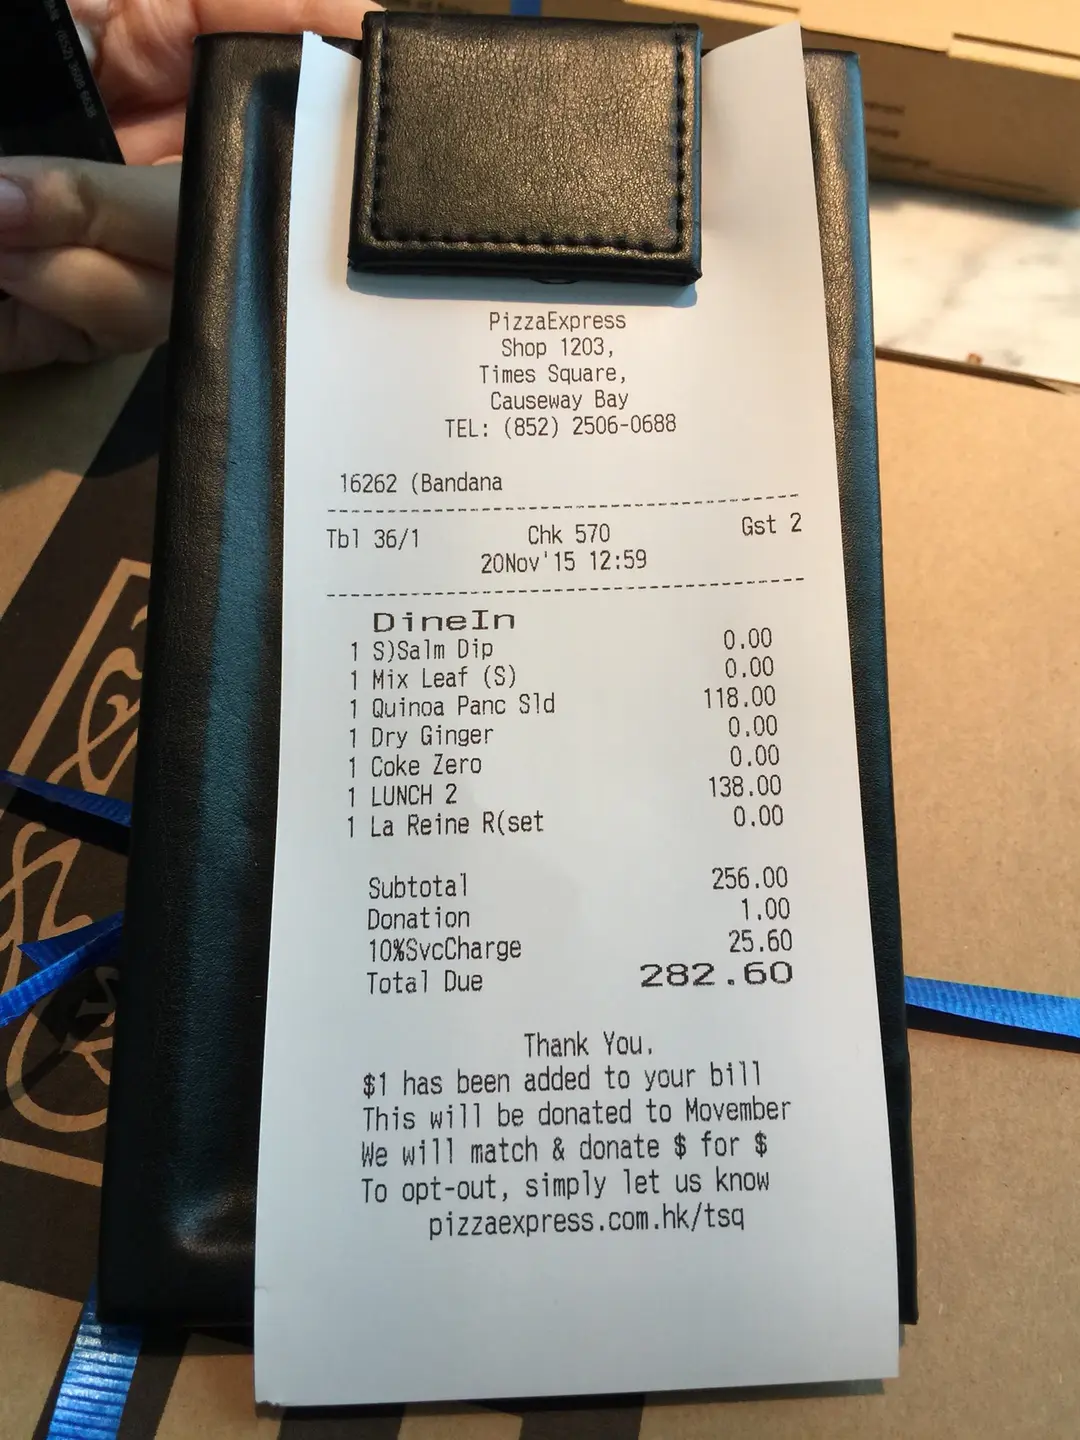 PizzaExpress
Shop 1203,
Times Square,
Causeway Bay
TEL: (852) 2506-0688
16262 (Bandana
Tbl 36/1 Chk 570 Gst 2
20Nov'15 12:59
DineIn
1 S)Salm Dip 0.00
1 Mix Leaf (S) 0.00
1 Quinoa Panc Sld 118.00
1 Dry Ginger 0.00
1 Coke Zero 0.00
1 LUNCH 2 138.00
1 La Reine R(set 0.00
Subtotal 256.00
Donation 1.00
10%SvcCharge 25.60
Total Due 282.60
Thank You.
$1 has been added to your bill
This will be donated to Movember
We will match & donate $ for $
To opt-out, simply let us know
pizzaexpress.com.hk/tsq